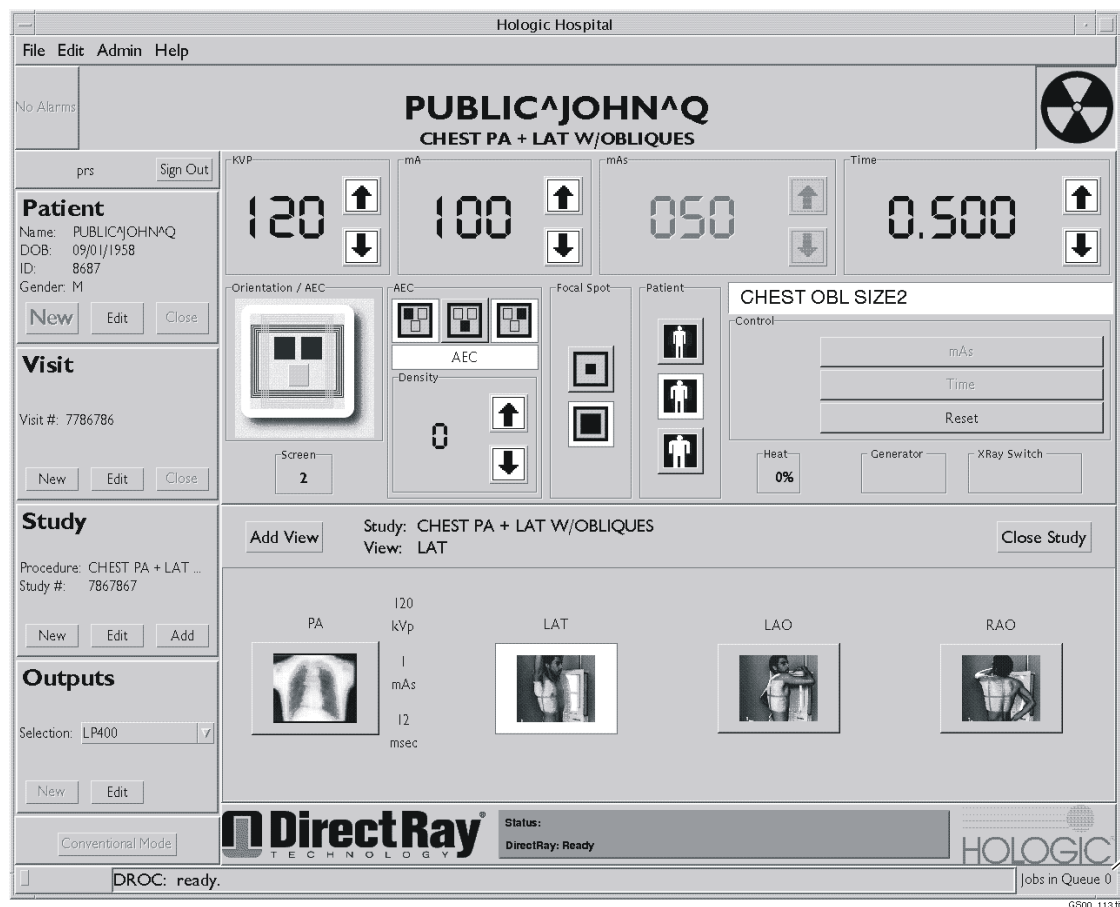 Hologic Hospital
File Edit Admin Help
No Alarms
PUBLIC^JOHN^Q
CHEST PA + LAT W/OBLIQUES
prs
Sign Out
Patient
Name: PUBLIC^JOHN^Q
DOB: 09/01/1958
ID: 8687
Gender: M
New Edit Close
Visit
Visit #: 7786786
New Edit Close
Study
Procedure: CHEST PA + LAT ...
Study #: 7867867
New Edit Add
Outputs
Selection: LP400
New Edit
Conventional Mode
KVP
120
mA
100
mAs
050
Time
0.500
Orientation / AEC
Screen
2
AEC
AEC
Density
0
Focal Spot
Patient
CHEST OBL SIZE2
Control
mAs
Time
Reset
Heat
0%
Generator
XRay Switch
Add View
Study: CHEST PA + LAT W/OBLIQUES
View: LAT
Close Study
PA
120
kVp
1
mAs
12
msec
LAT
LAO
RAO
DirectRay®
TECHNOLOGY
Status:
DirectRay: Ready
HOLOGIC
DROC: ready.
Jobs in Queue 0